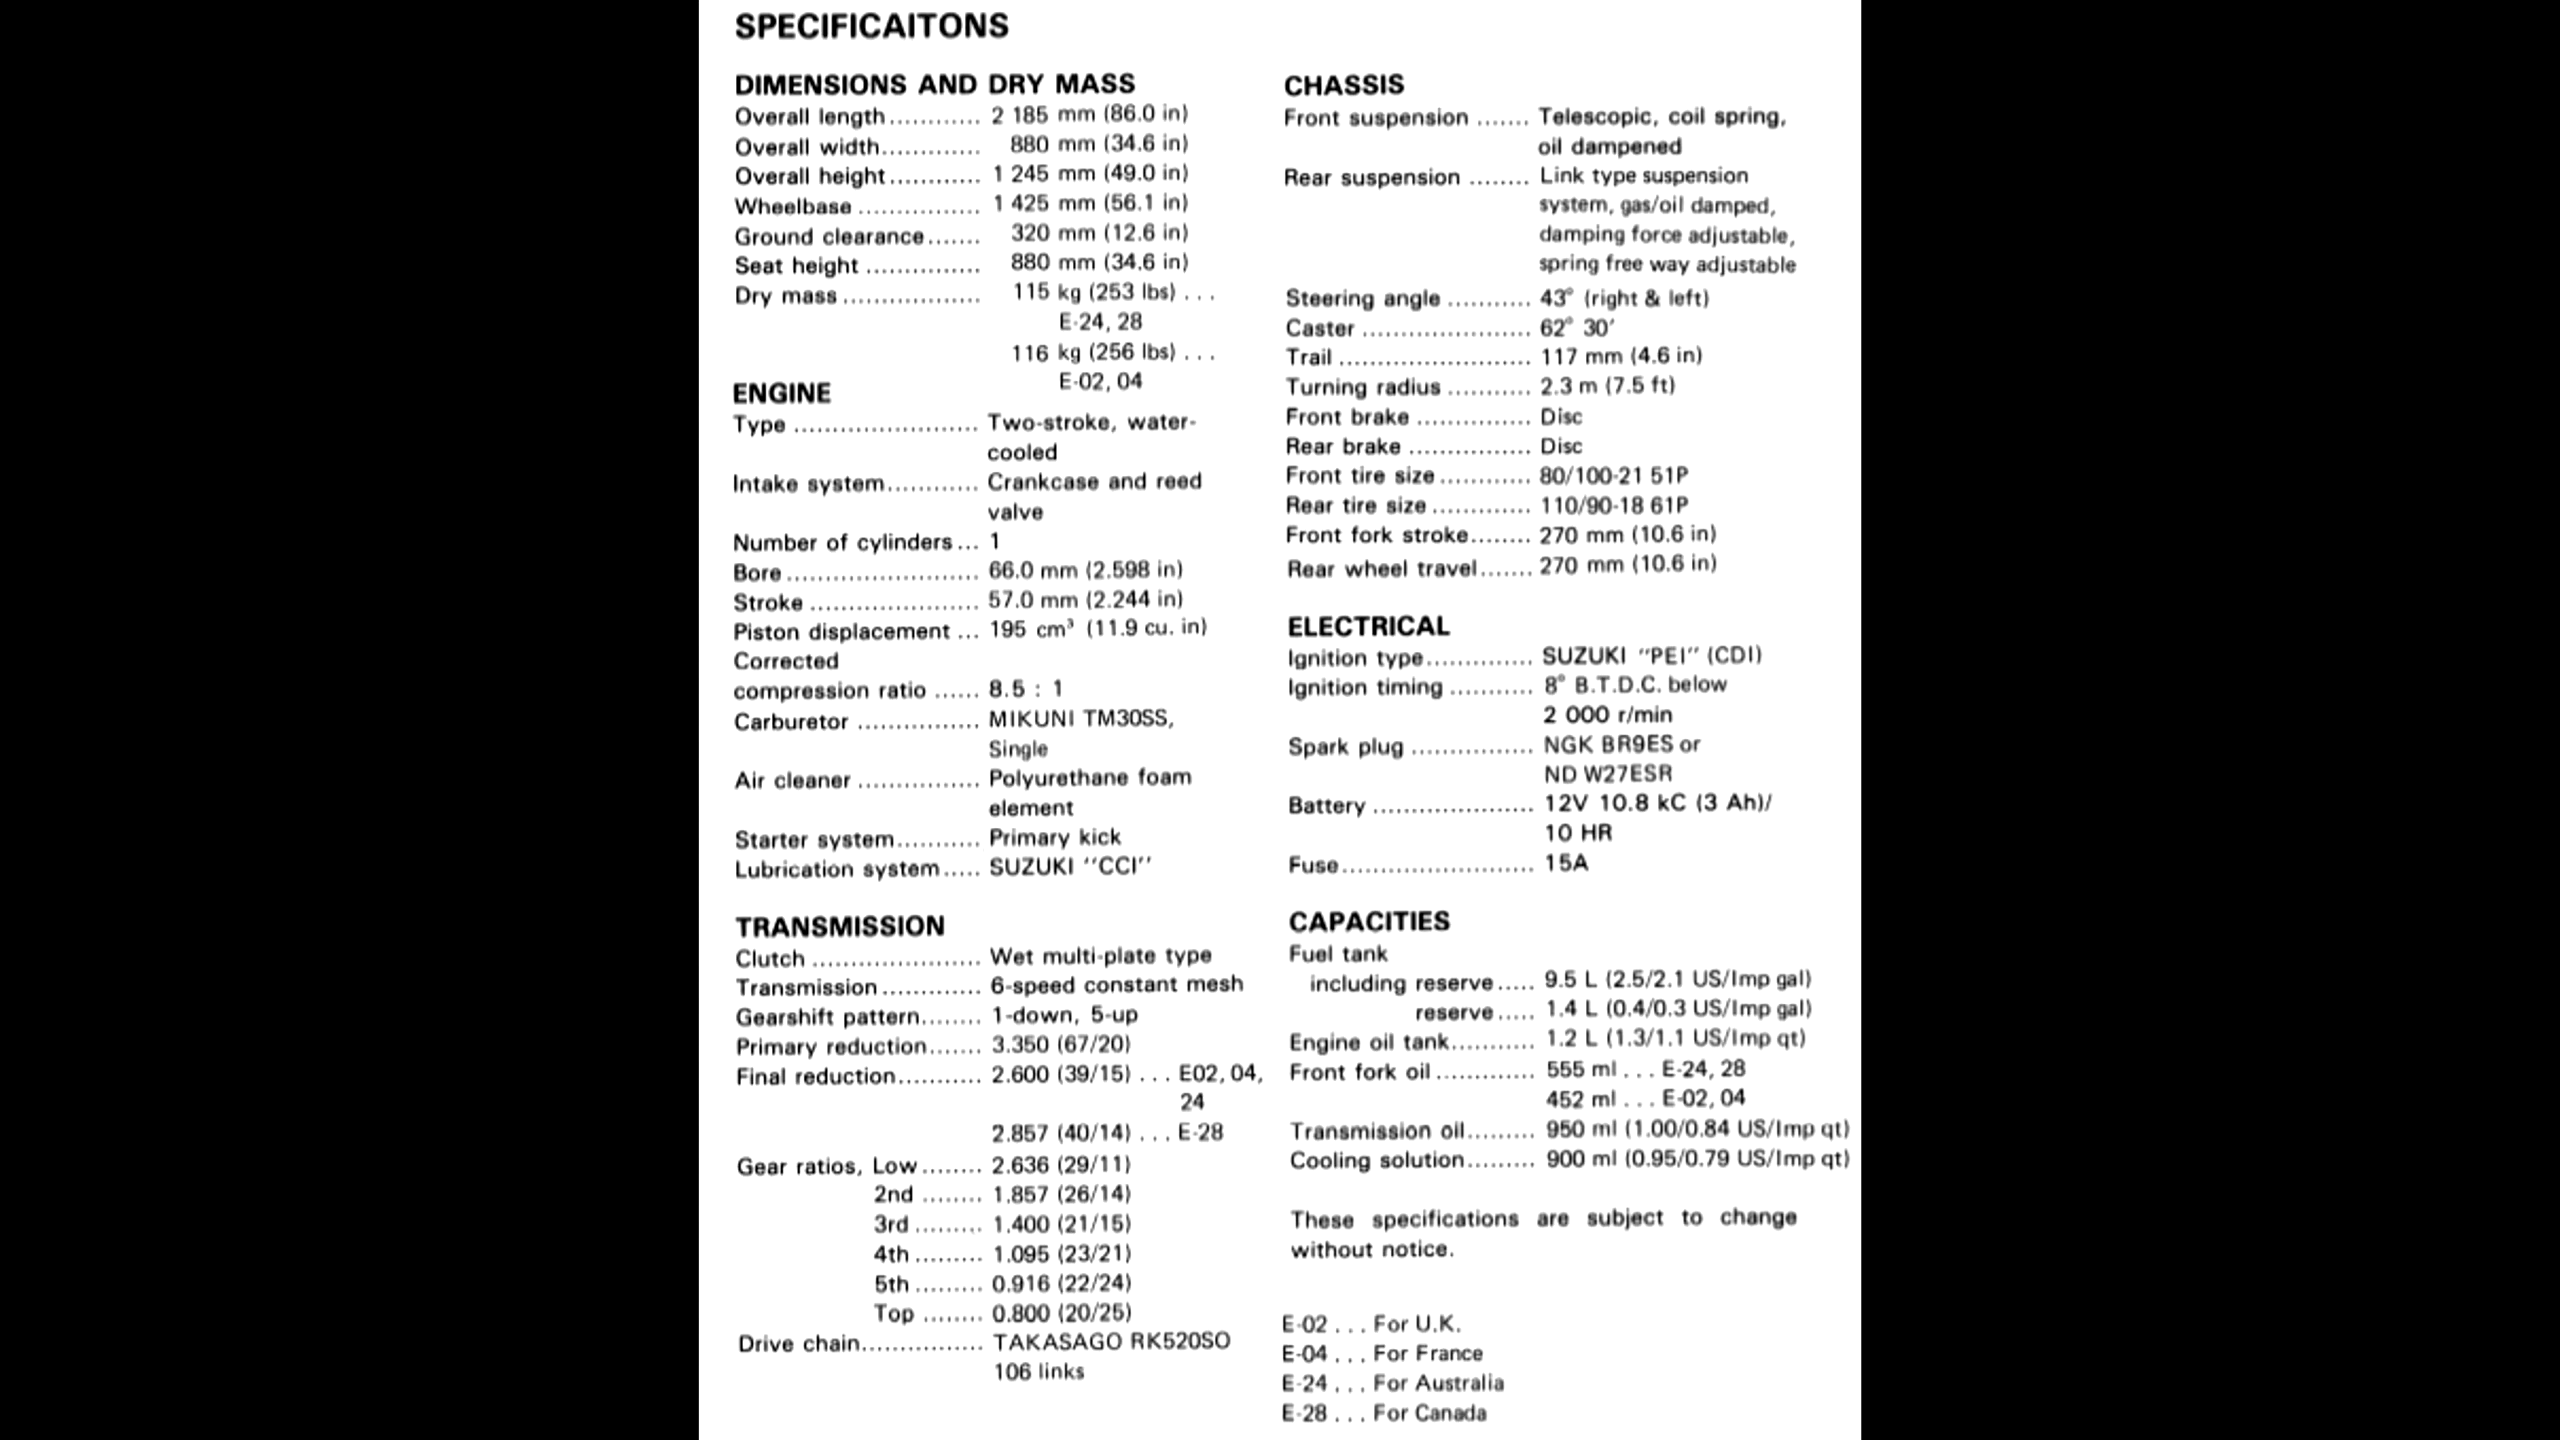 SPECIFICAITONS
DIMENSIONS AND DRY MASS
Overall length ............ 2 185 mm (86.0 in)
Overall width ............. 880 mm (34.6 in)
Overall height ............ 1 245 mm (49.0 in)
Wheelbase ................ 1 425 mm (56.1 in)
Ground clearance ....... 320 mm (12.6 in)
Seat height ............... 880 mm (34.6 in)
Dry mass .................. 115 kg (253 lbs) . . .
E-24, 28
116 kg (256 lbs) . . .
E-02, 04
ENGINE
Type ........................ Two-stroke, water-
cooled
Intake system ............ Crankcase and reed
valve
Number of cylinders ... 1
Bore ......................... 66.0 mm (2.598 in)
Stroke ...................... 57.0 mm (2.244 in)
Piston displacement ... 195 cm³ (11.9 cu. in)
Corrected
compression ratio ...... 8.5 : 1
Carburetor ................ MIKUNI TM30SS,
Single
Air cleaner ................ Polyurethane foam
element
Starter system ........... Primary kick
Lubrication system ..... SUZUKI "CCI"
TRANSMISSION
Clutch ...................... Wet multi-plate type
Transmission ............. 6-speed constant mesh
Gearshift pattern ........ 1-down, 5-up
Primary reduction ....... 3.350 (67/20)
Final reduction ........... 2.600 (39/15) . . . E02, 04,
24
2.857 (40/14) . . . E-28
Gear ratios, Low ........ 2.636 (29/11)
2nd ........ 1.857 (26/14)
3rd ......... 1.400 (21/15)
4th ......... 1.095 (23/21)
5th ......... 0.916 (22/24)
Top ........ 0.800 (20/25)
Drive chain ................ TAKASAGO RK520SO
106 links
CHASSIS
Front suspension ....... Telescopic, coil spring,
oil dampened
Rear suspension ........ Link type suspension
system, gas/oil damped,
damping force adjustable,
spring free way adjustable
Steering angle ........... 43° (right & left)
Caster ...................... 62° 30′
Trail ......................... 117 mm (4.6 in)
Turning radius ........... 2.3 m (7.5 ft)
Front brake ............... Disc
Rear brake ................ Disc
Front tire size ............ 80/100-21 51P
Rear tire size ............. 110/90-18 61P
Front fork stroke ........ 270 mm (10.6 in)
Rear wheel travel ....... 270 mm (10.6 in)
ELECTRICAL
Ignition type .............. SUZUKI "PEI" (CDI)
Ignition timing ........... 8° B.T.D.C. below
2 000 r/min
Spark plug ................ NGK BR9ES or
ND W27ESR
Battery ..................... 12V 10.8 kC (3 Ah)/
10 HR
Fuse ......................... 15A
CAPACITIES
Fuel tank
including reserve ..... 9.5 L (2.5/2.1 US/Imp gal)
reserve ..... 1.4 L (0.4/0.3 US/Imp gal)
Engine oil tank ........... 1.2 L (1.3/1.1 US/Imp qt)
Front fork oil ............. 555 ml . . . E-24, 28
452 ml . . . E-02, 04
Transmission oil ......... 950 ml (1.00/0.84 US/Imp qt)
Cooling solution ......... 900 ml (0.95/0.79 US/Imp qt)
These specifications are subject to change
without notice.
E-02 . . . For U.K.
E-04 . . . For France
E-24 . . . For Australia
E-28 . . . For Canada